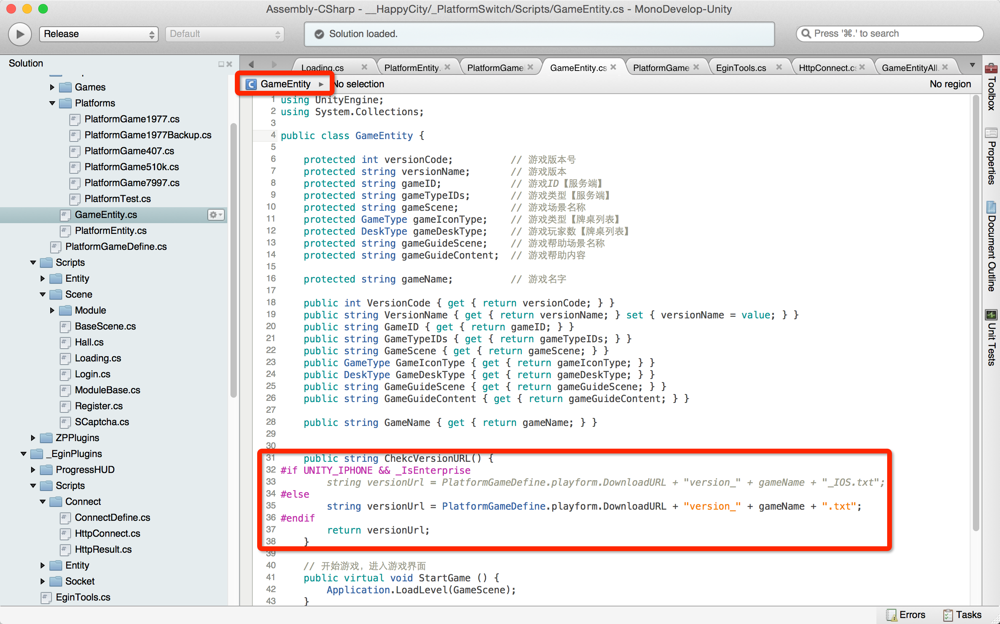 Assembly-CSharp - __HappyCity/_PlatformSwitch/Scripts/GameEntity.cs - MonoDevelop-Unity
Release
Default
Solution loaded.
Press '⌘.' to search
Solution
Games
Platforms
PlatformGame1977.cs
PlatformGame1977Backup.cs
PlatformGame407.cs
PlatformGame510k.cs
PlatformGame7997.cs
PlatformTest.cs
GameEntity.cs
PlatformEntity.cs
PlatformGameDefine.cs
Scripts
Entity
Scene
Module
BaseScene.cs
Hall.cs
Loading.cs
Login.cs
ModuleBase.cs
Register.cs
SCaptcha.cs
ZPPlugins
_EginPlugins
ProgressHUD
Scripts
Connect
ConnectDefine.cs
HttpConnect.cs
HttpResult.cs
Entity
Socket
EginTools.cs
Loading.cs
PlatformEntity.
PlatformGame
GameEntity.cs
PlatformGame
EginTools.cs
HttpConnect.c
GameEntityAll.
GameEntity
No selection
No region
1 using UnityEngine;
2 using System.Collections;
3
4 public class GameEntity {
5
6 protected int versionCode; // 游戏版本号
7 protected string versionName; // 游戏版本
8 protected string gameID; // 游戏ID【服务端】
9 protected string gameTypeIDs; // 游戏类型【服务端】
10 protected string gameScene; // 游戏场景名称
11 protected GameType gameIconType; // 游戏类型【牌桌列表】
12 protected DeskType gameDeskType; // 游戏玩家数【牌桌列表】
13 protected string gameGuideScene; // 游戏帮助场景名称
14 protected string gameGuideContent; // 游戏帮助内容
15
16 protected string gameName; // 游戏名字
17
18 public int VersionCode { get { return versionCode; } }
19 public string VersionName { get { return versionName; } set { versionName = value; } }
20 public string GameID { get { return gameID; } }
21 public string GameTypeIDs { get { return gameTypeIDs; } }
22 public string GameScene { get { return gameScene; } }
23 public GameType GameIconType { get { return gameIconType; } }
24 public DeskType GameDeskType { get { return gameDeskType; } }
25 public string GameGuideScene { get { return gameGuideScene; } }
26 public string GameGuideContent { get { return gameGuideContent; } }
27
28 public string GameName { get { return gameName; } }
29
30
31 public string ChekcVersionURL() {
32 #if UNITY_IPHONE && _IsEnterprise
33 string versionUrl = PlatformGameDefine.playform.DownloadURL + "version_" + gameName + "_IOS.txt";
34 #else
35 string versionUrl = PlatformGameDefine.playform.DownloadURL + "version_" + gameName + ".txt";
36 #endif
37 return versionUrl;
38 }
39
40 // 开始游戏，进入游戏界面
41 public virtual void StartGame () {
42 Application.LoadLevel(GameScene);
43 }
Toolbox
Properties
Document Outline
Unit Tests
Errors
Tasks